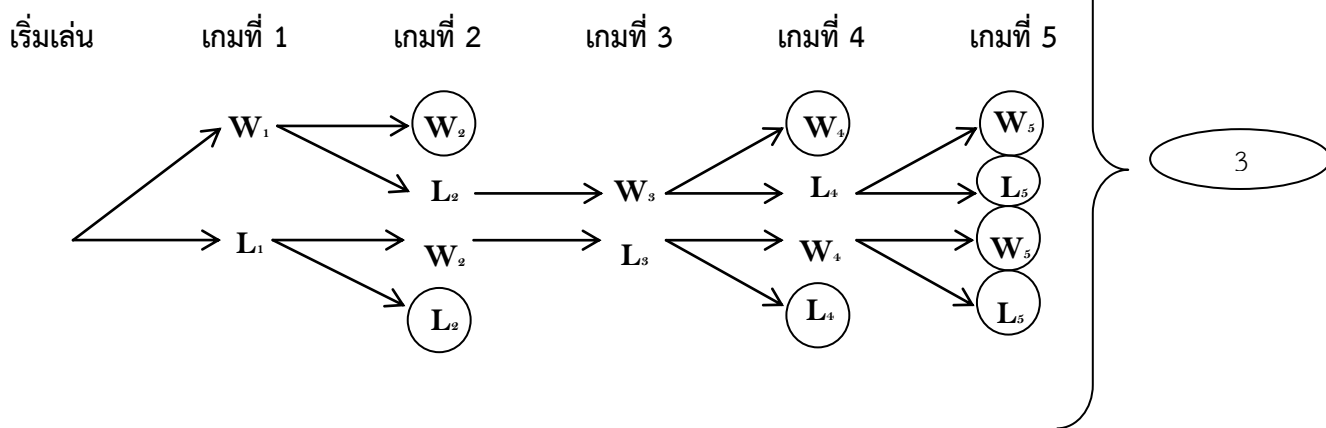 เริ่มเล่น เกมที่ 1 เกมที่ 2 เกมที่ 3 เกมที่ 4 เกมที่ 5
W₁ W₂ W₄ W₅
L₂ W₃ L₄ L₅
L₁ W₂ L₃ W₄ W₅
L₂ L₄ L₅
3